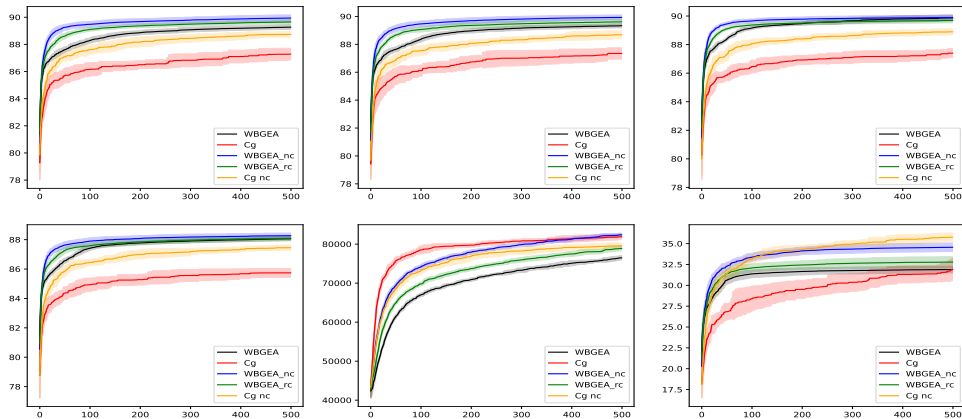 90
88
86
84
82
80
78
0 100 200 300 400 500
WBGEA
Cg
WBGEA_nc
WBGEA_rc
Cg nc
90
88
86
84
82
80
78
0 100 200 300 400 500
WBGEA
Cg
WBGEA_nc
WBGEA_rc
Cg nc
90
88
86
84
82
80
78
0 100 200 300 400 500
WBGEA
Cg
WBGEA_nc
WBGEA_rc
Cg nc
88
86
84
82
80
78
0 100 200 300 400 500
WBGEA
Cg
WBGEA_nc
WBGEA_rc
Cg nc
80000
70000
60000
50000
40000
0 100 200 300 400 500
WBGEA
Cg
WBGEA_nc
WBGEA_rc
Cg nc
35.0
32.5
30.0
27.5
25.0
22.5
20.0
17.5
0 100 200 300 400 500
WBGEA
Cg
WBGEA_nc
WBGEA_rc
Cg nc